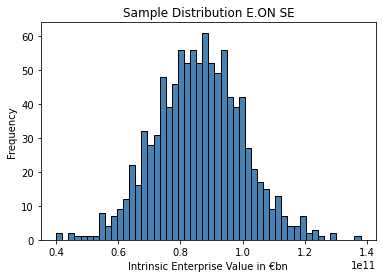 Sample Distribution E.ON SE
Frequency
60
50
40
30
20
10
0
0.4 0.6 0.8 1.0 1.2 1.4
1e11
Intrinsic Enterprise Value in €bn